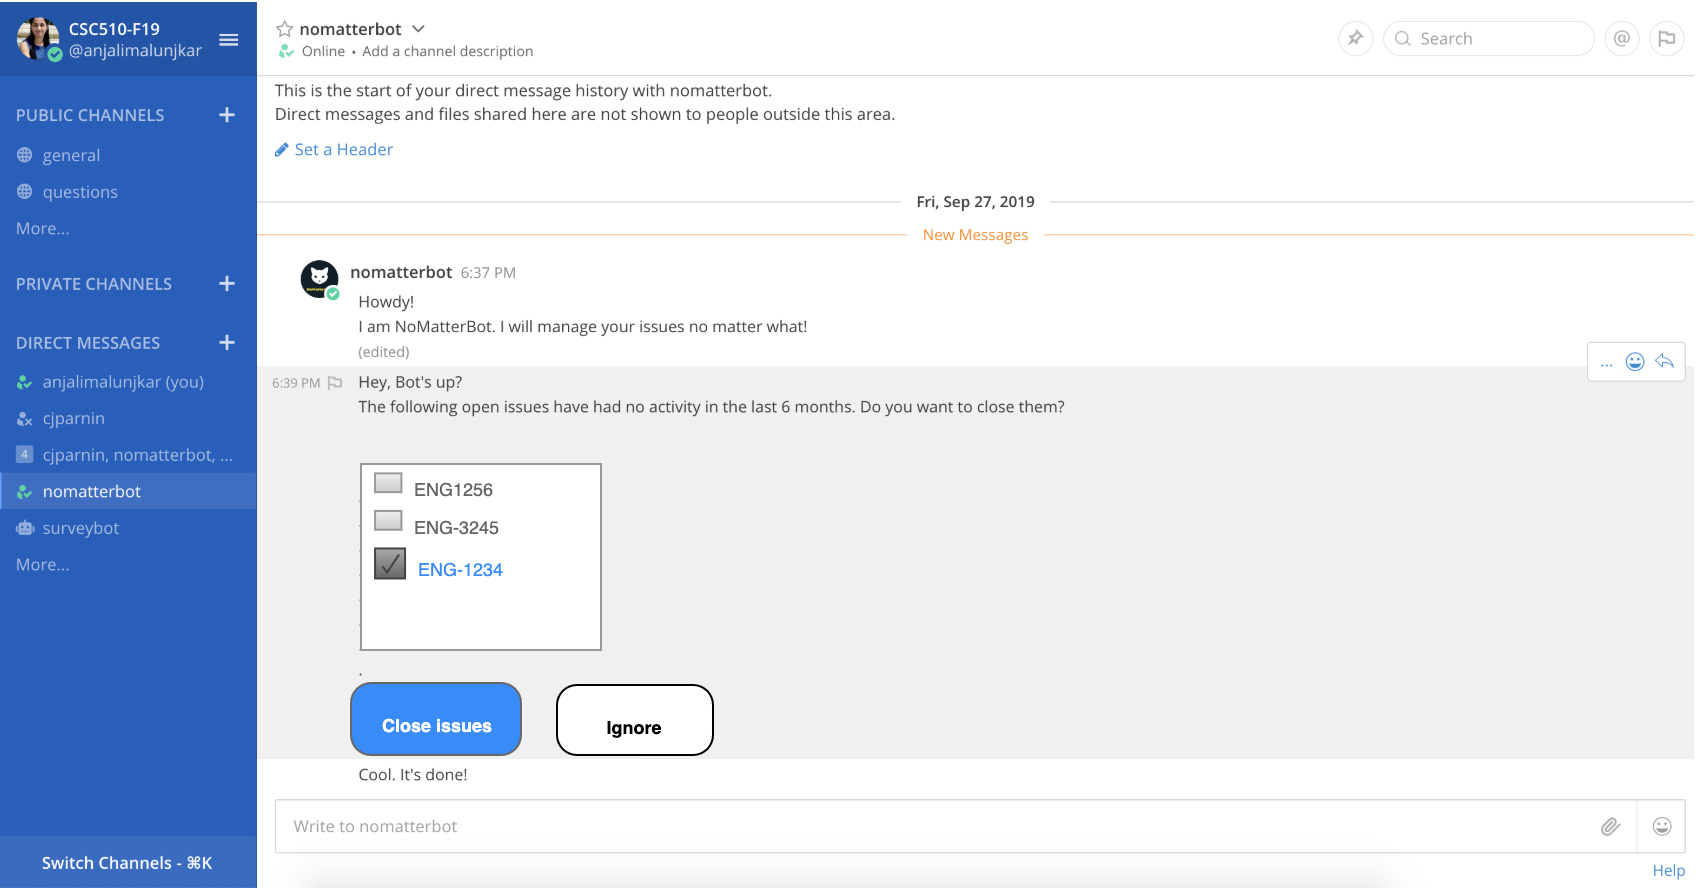 CSC510-F19
@anjalimalunjkar
PUBLIC CHANNELS
general
questions
More...
PRIVATE CHANNELS
DIRECT MESSAGES
anjalimalunjkar (you)
cjparnin
4 cjparnin, nomatterbot, ...
nomatterbot
surveybot
More...
Switch Channels - ⌘K
nomatterbot
Online • Add a channel description
Search
@
This is the start of your direct message history with nomatterbot.
Direct messages and files shared here are not shown to people outside this area.
Set a Header
Fri, Sep 27, 2019
New Messages
nomatterbot 6:37 PM
Howdy!
I am NoMatterBot. I will manage your issues no matter what!
(edited)
...
6:39 PM Hey, Bot's up?
The following open issues have had no activity in the last 6 months. Do you want to close them?
ENG1256
ENG-3245
ENG-1234
.
Close issues Ignore
Cool. It's done!
Write to nomatterbot
Help